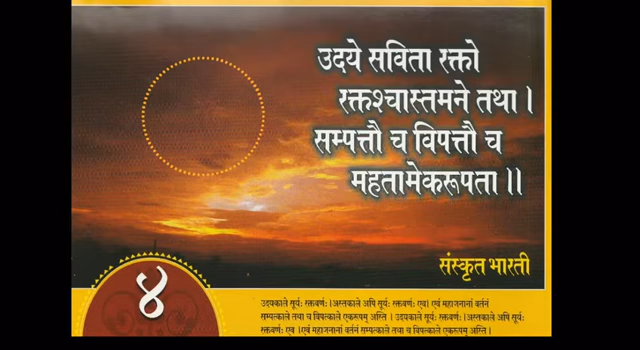 उदये सविता रक्तो
रक्तश्चास्तमने तथा ।
सम्पत्तौ च विपत्तौ च
महतामेकरूपता ।।
संस्कृत भारती
४
उदयकाले सूर्यः रक्तवर्णः ।अस्तकाले अपि सूर्यः रक्तवर्णः एव। एवं महाजनानां वर्तनं
सम्पत्काले तथा च विपत्काले एकरूपम् अस्ति । उदयकाले सूर्यः रक्तवर्णः ।अस्तकाले अपि सूर्यः
रक्तवर्णः एव ।एवं महाजनानां वर्तनं सम्पत्काले तथा च विपत्काले एकरूपम् अस्ति ।